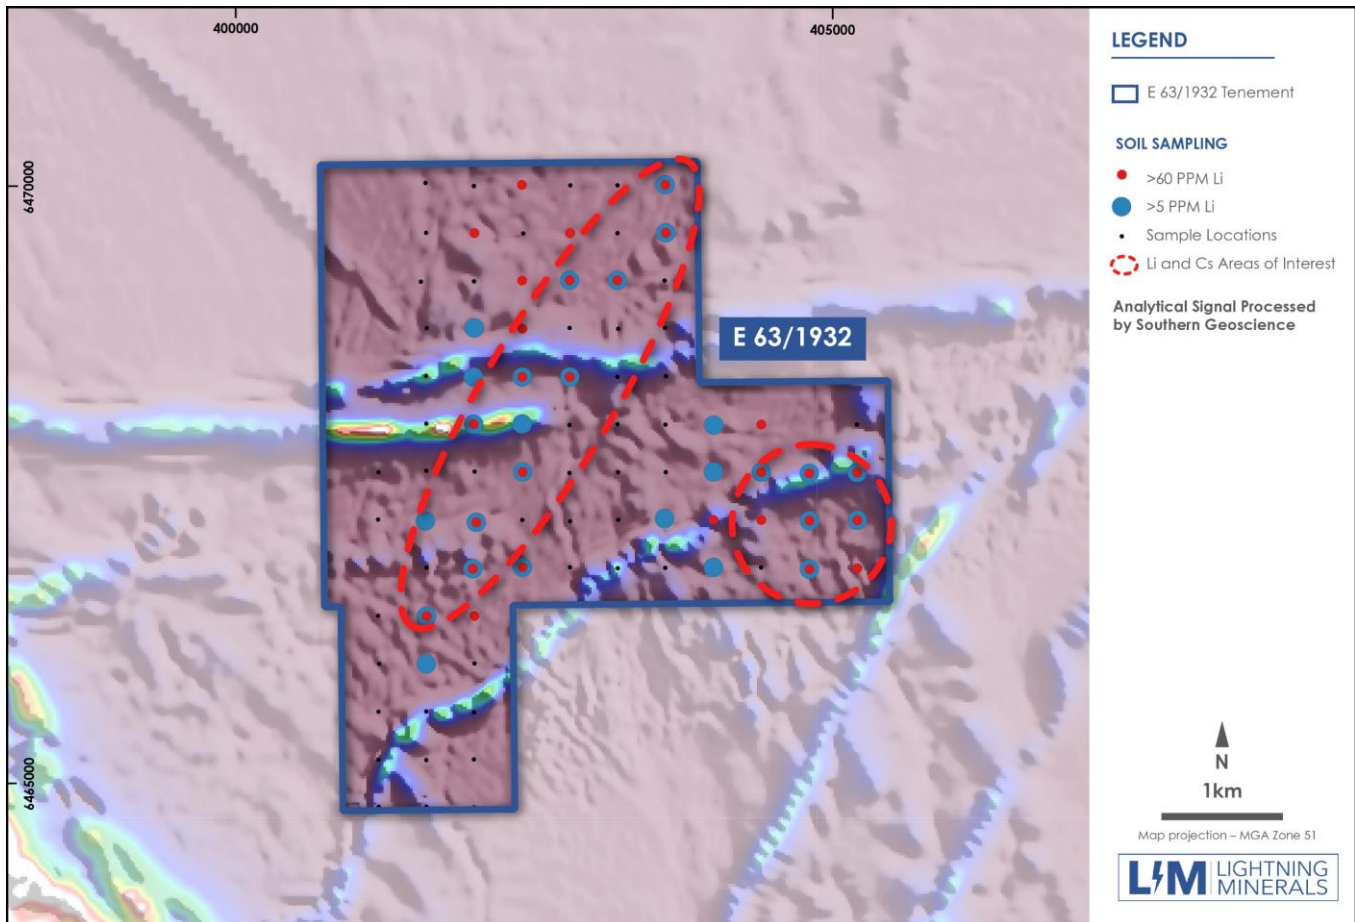 400000
405000
6470000
6465000
E 63/1932
LEGEND
E 63/1932 Tenement
SOIL SAMPLING
>60 PPM Li
>5 PPM Li
Sample Locations
Li and Cs Areas of Interest
Analytical Signal Processed
by Southern Geoscience
N
1km
Map projection – MGA Zone 51
LM LIGHTNING
MINERALS